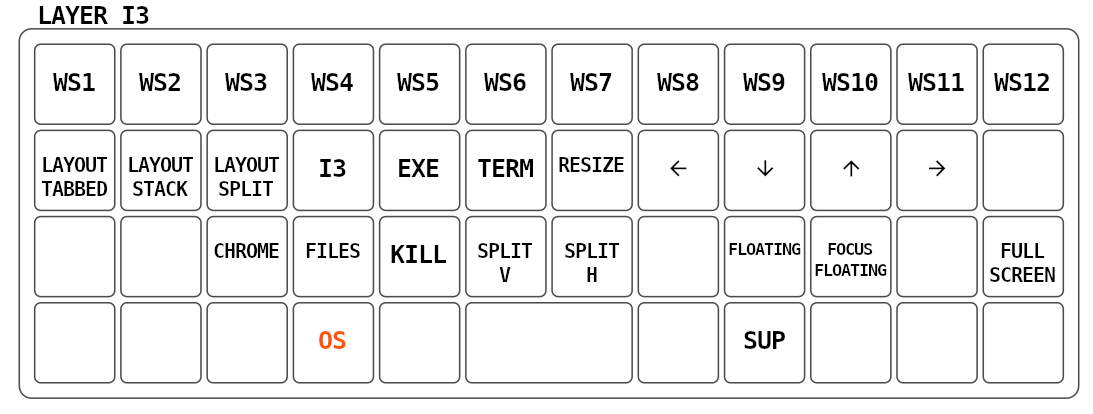 LAYER I3
WS1 WS2 WS3 WS4 WS5 WS6 WS7 WS8 WS9 WS10 WS11 WS12
LAYOUT TABBED LAYOUT STACK LAYOUT SPLIT I3 EXE TERM RESIZE ← ↓ ↑ →
CHROME FILES KILL SPLIT V SPLIT H FLOATING FOCUS FLOATING FULL SCREEN
OS SUP